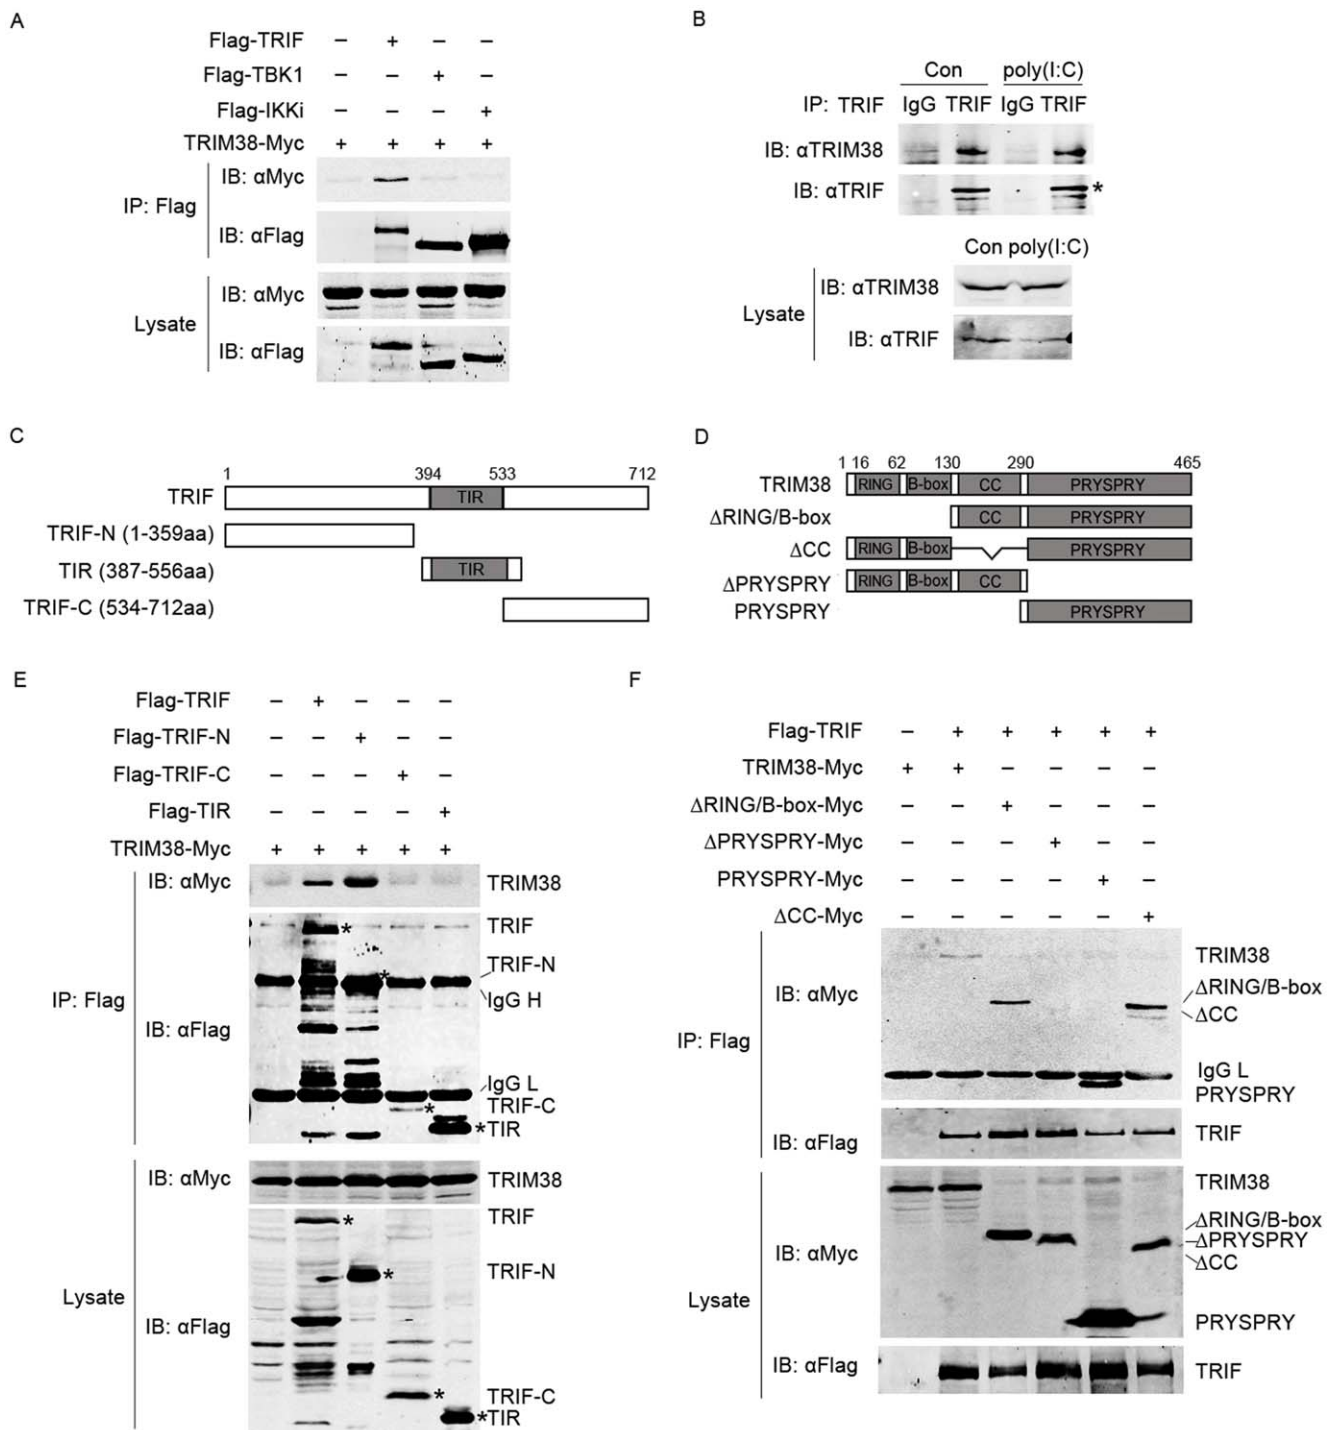 A
Flag-TRIF – + – –
Flag-TBK1 – – + –
Flag-IKKi – – – +
TRIM38-Myc + + + +
IP: Flag
IB: αMyc
IB: αFlag
Lysate
IB: αMyc
IB: αFlag
B
Con poly(I:C)
IP: TRIF IgG TRIF IgG TRIF
IB: αTRIM38
IB: αTRIF *
Con poly(I:C)
Lysate
IB: αTRIM38
IB: αTRIF
C
1 394 533 712
TRIF TIR
TRIF-N (1-359aa)
TIR (387-556aa) TIR
TRIF-C (534-712aa)
D
1 16 62 130 290 465
TRIM38 RING B-box CC PRYSPRY
ΔRING/B-box CC PRYSPRY
ΔCC RING B-box PRYSPRY
ΔPRYSPRY RING B-box CC
PRYSPRY PRYSPRY
E
Flag-TRIF – + – – –
Flag-TRIF-N – – + – –
Flag-TRIF-C – – – + –
Flag-TIR – – – – +
TRIM38-Myc + + + + +
IP: Flag
IB: αMyc TRIM38
IB: αFlag
* TRIF
* TRIF-N
IgG H
IgG L
* TRIF-C
* TIR
Lysate
IB: αMyc TRIM38
IB: αFlag
* TRIF
* TRIF-N
* TRIF-C
* TIR
F
Flag-TRIF – + + + + +
TRIM38-Myc + + – – – –
ΔRING/B-box-Myc – – + – – –
ΔPRYSPRY-Myc – – – + – –
PRYSPRY-Myc – – – – + –
ΔCC-Myc – – – – – +
IP: Flag
IB: αMyc
TRIM38
ΔRING/B-box
ΔCC
IgG L
PRYSPRY
IB: αFlag TRIF
Lysate
IB: αMyc
TRIM38
ΔRING/B-box
ΔPRYSPRY
ΔCC
PRYSPRY
IB: αFlag TRIF